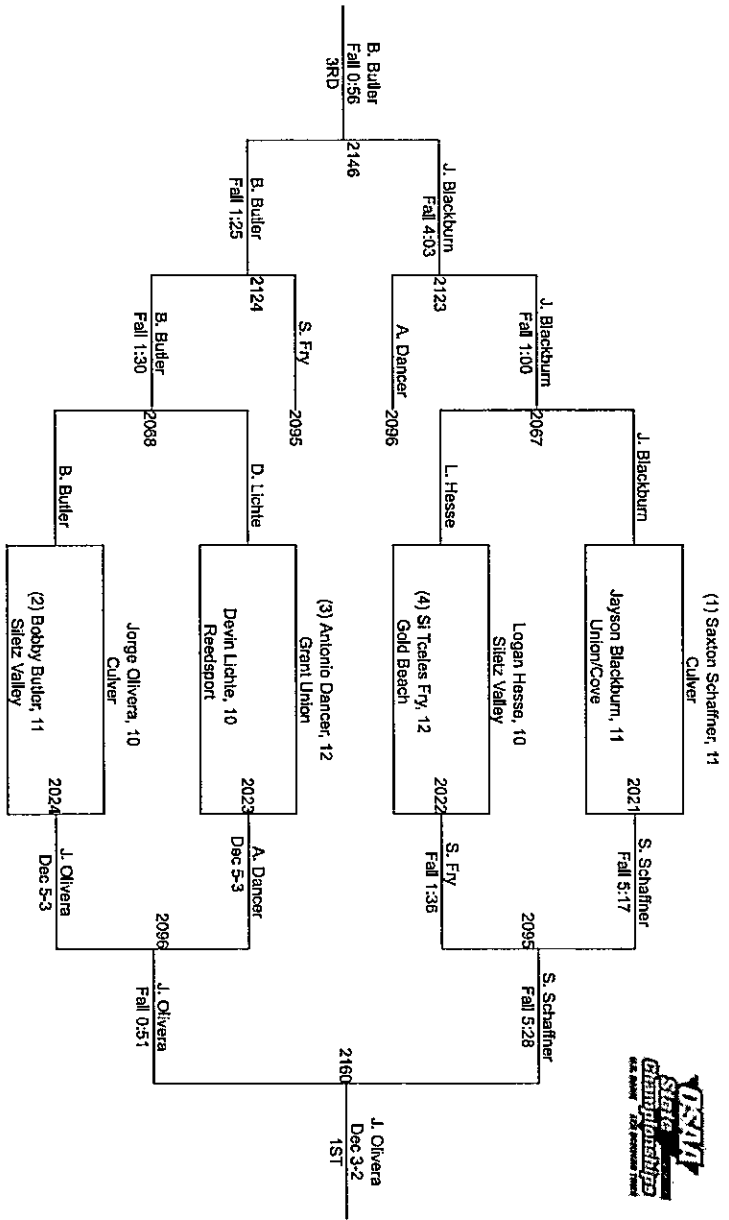 OSAA
State
Championships
(1) Saxton Schaffner, 11
Culver
Jayson Blackburn, 11
Union/Cove
2021
S. Schaffner
Fall 5:17
Logan Hesse, 10
Siletz Valley
(4) Si Tceles Fry, 12
Gold Beach
2022
S. Fry
Fall 1:36
(3) Antonio Dancer, 12
Grant Union
Devin Lichte, 10
Reedsport
2023
A. Dancer
Dec 5-3
Jorge Olivera, 10
Culver
(2) Bobby Butler, 11
Siletz Valley
2024
J. Olivera
Dec 5-3
2095
S. Schaffner
Fall 5:28
2096
J. Olivera
Fall 0:51
2160
J. Olivera
Dec 3-2
1ST
J. Blackburn
L. Hesse
2067
J. Blackburn
Fall 1:00
D. Lichte
B. Butler
2068
B. Butler
Fall 1:30
A. Dancer
2096
2123
J. Blackburn
Fall 4:03
S. Fry
2095
2124
B. Butler
Fall 1:25
2146
B. Butler
Fall 0:56
3RD